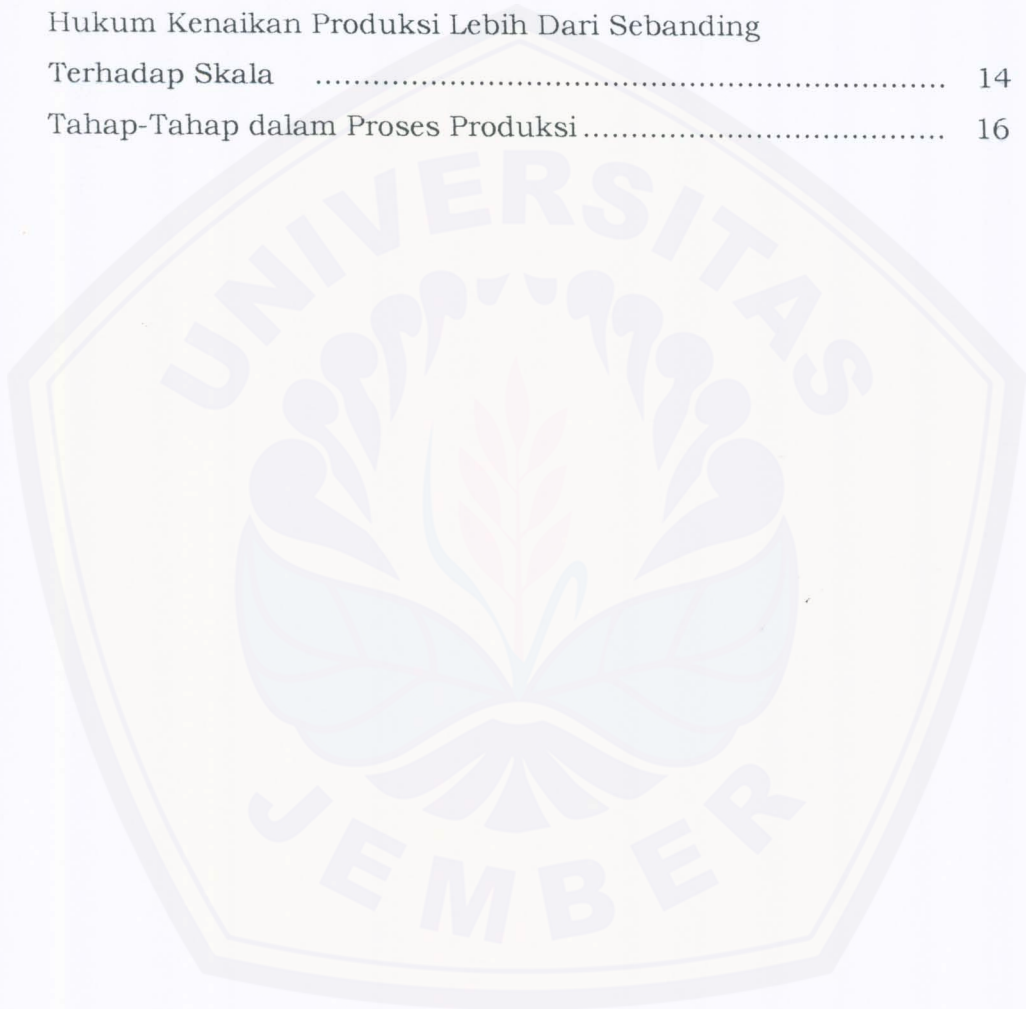 Hukum Kenaikan Produksi Lebih Dari Sebanding
Terhadap Skala ................................................................. 14
Tahap-Tahap dalam Proses Produksi..................................... 16
UNIVERSITAS
JEMBER